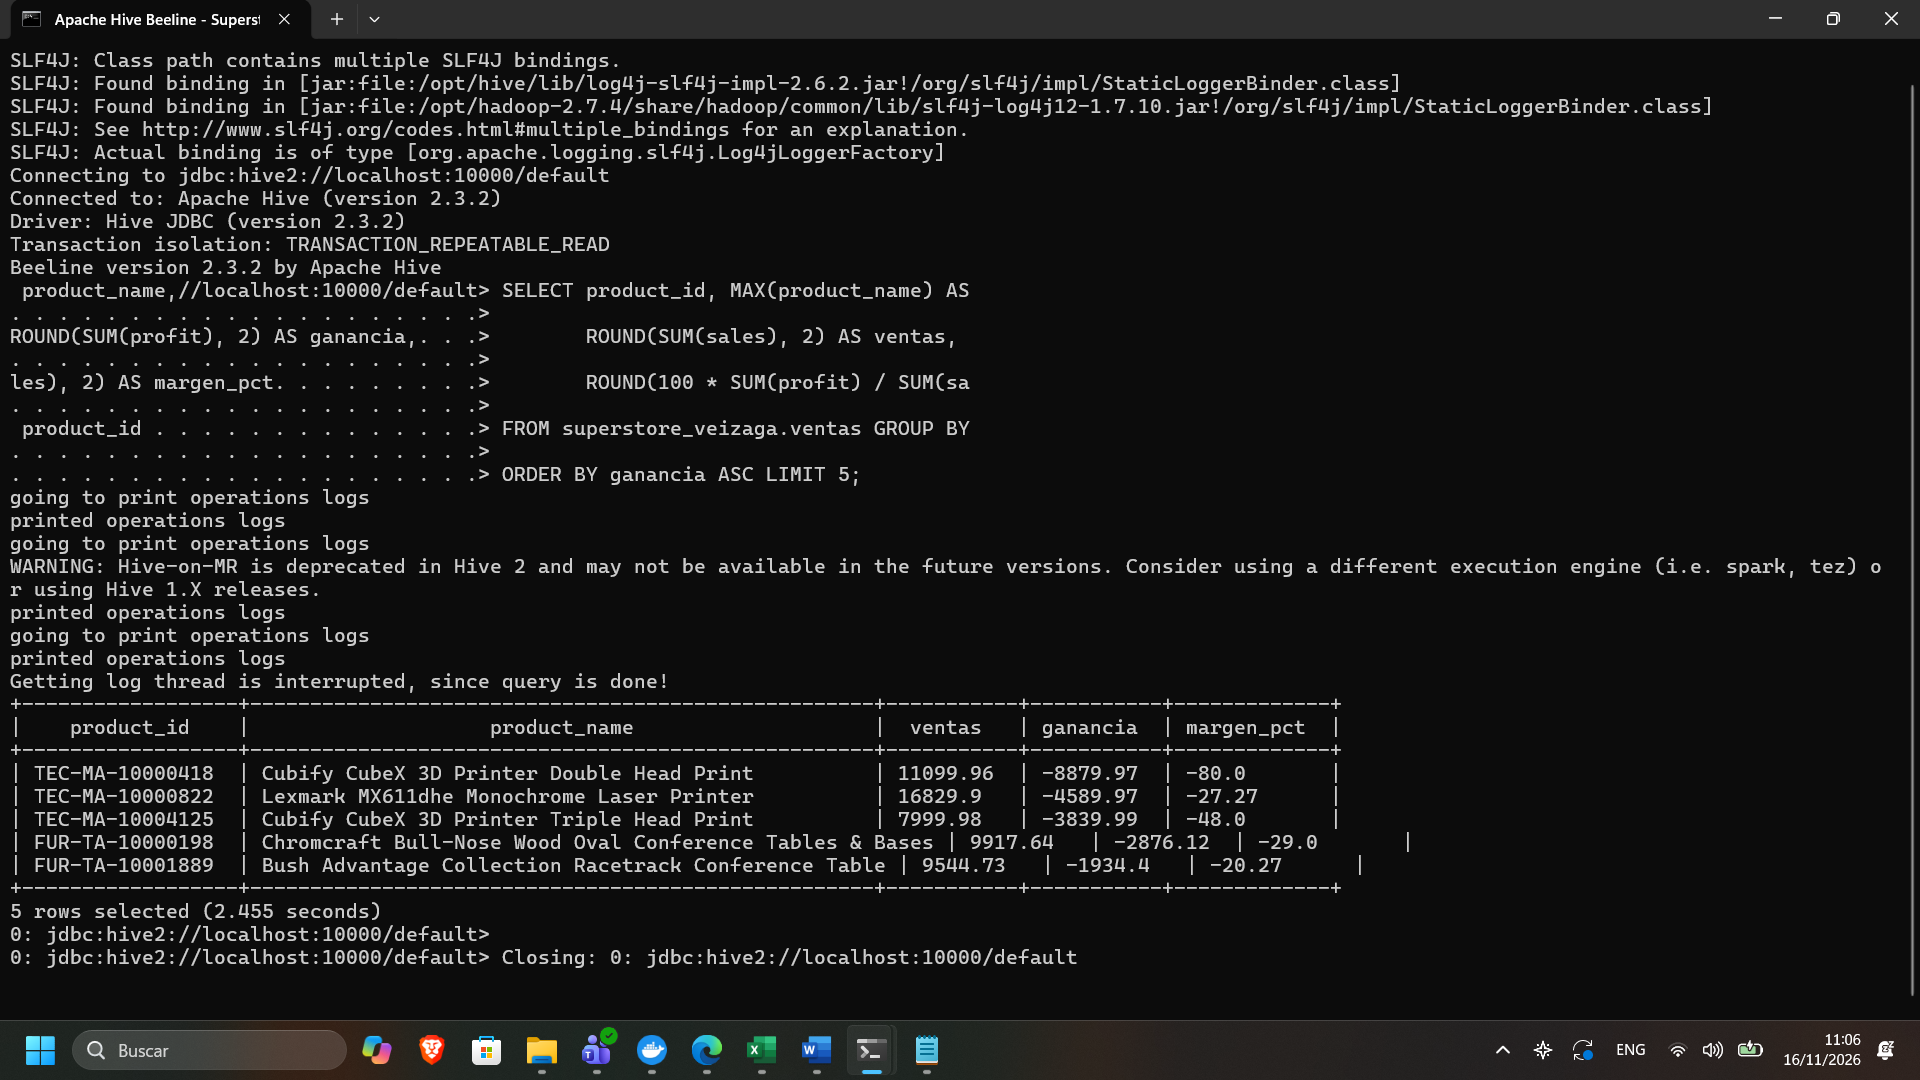 Apache Hive Beeline - Superst
SLF4J: Class path contains multiple SLF4J bindings.
SLF4J: Found binding in [jar:file:/opt/hive/lib/log4j-slf4j-impl-2.6.2.jar!/org/slf4j/impl/StaticLoggerBinder.class]
SLF4J: Found binding in [jar:file:/opt/hadoop-2.7.4/share/hadoop/common/lib/slf4j-log4j12-1.7.10.jar!/org/slf4j/impl/StaticLoggerBinder.class]
SLF4J: See http://www.slf4j.org/codes.html#multiple_bindings for an explanation.
SLF4J: Actual binding is of type [org.apache.logging.slf4j.Log4jLoggerFactory]
Connecting to jdbc:hive2://localhost:10000/default
Connected to: Apache Hive (version 2.3.2)
Driver: Hive JDBC (version 2.3.2)
Transaction isolation: TRANSACTION_REPEATABLE_READ
Beeline version 2.3.2 by Apache Hive
 product_name,//localhost:10000/default> SELECT product_id, MAX(product_name) AS
. . . . . . . . . . . . . . . . . . . .>
ROUND(SUM(profit), 2) AS ganancia,. . .>        ROUND(SUM(sales), 2) AS ventas,
. . . . . . . . . . . . . . . . . . . .>
les), 2) AS margen_pct. . . . . . . . .>        ROUND(100 * SUM(profit) / SUM(sa
. . . . . . . . . . . . . . . . . . . .>
 product_id . . . . . . . . . . . . . .> FROM superstore_veizaga.ventas GROUP BY
. . . . . . . . . . . . . . . . . . . .>
. . . . . . . . . . . . . . . . . . . .> ORDER BY ganancia ASC LIMIT 5;
going to print operations logs
printed operations logs
going to print operations logs
WARNING: Hive-on-MR is deprecated in Hive 2 and may not be available in the future versions. Consider using a different execution engine (i.e. spark, tez) o
r using Hive 1.X releases.
printed operations logs
going to print operations logs
printed operations logs
Getting log thread is interrupted, since query is done!
+------------------+----------------------------------------------------+-----------+-----------+-------------+
|    product_id    |                    product_name                    |  ventas   | ganancia  | margen_pct  |
+------------------+----------------------------------------------------+-----------+-----------+-------------+
| TEC-MA-10000418  | Cubify CubeX 3D Printer Double Head Print          | 11099.96  | -8879.97  | -80.0       |
| TEC-MA-10000822  | Lexmark MX611dhe Monochrome Laser Printer          | 16829.9   | -4589.97  | -27.27      |
| TEC-MA-10004125  | Cubify CubeX 3D Printer Triple Head Print          | 7999.98   | -3839.99  | -48.0       |
| FUR-TA-10000198  | Chromcraft Bull-Nose Wood Oval Conference Tables & Bases | 9917.64   | -2876.12  | -29.0       |
| FUR-TA-10001889  | Bush Advantage Collection Racetrack Conference Table | 9544.73   | -1934.4   | -20.27      |
+------------------+----------------------------------------------------+-----------+-----------+-------------+
5 rows selected (2.455 seconds)
0: jdbc:hive2://localhost:10000/default>
0: jdbc:hive2://localhost:10000/default> Closing: 0: jdbc:hive2://localhost:10000/default
Buscar
ENG
11:06
16/11/2026